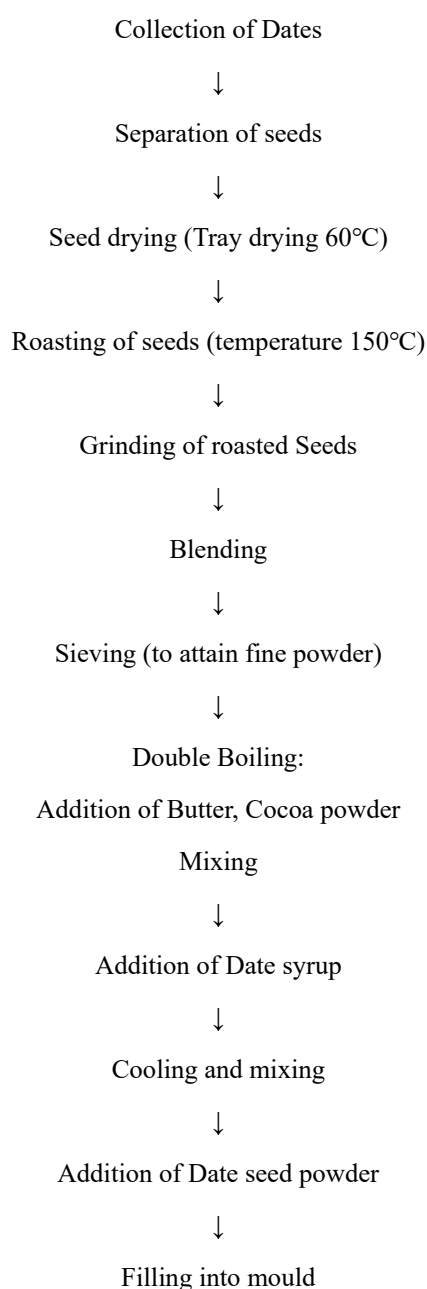 Collection of Dates
↓
Separation of seeds
↓
Seed drying (Tray drying 60℃)
↓
Roasting of seeds (temperature 150℃)
↓
Grinding of roasted Seeds
↓
Blending
↓
Sieving (to attain fine powder)
↓
Double Boiling:
Addition of Butter, Cocoa powder
Mixing
↓
Addition of Date syrup
↓
Cooling and mixing
↓
Addition of Date seed powder
↓
Filling into mould